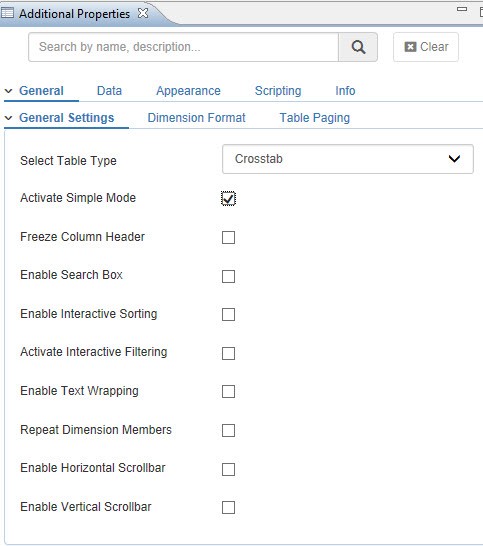 Additional Properties
Search by name, description...
Clear
General Data Appearance Scripting Info
General Settings Dimension Format Table Paging
Select Table Type Crosstab
Activate Simple Mode
Freeze Column Header
Enable Search Box
Enable Interactive Sorting
Activate Interactive Filtering
Enable Text Wrapping
Repeat Dimension Members
Enable Horizontal Scrollbar
Enable Vertical Scrollbar